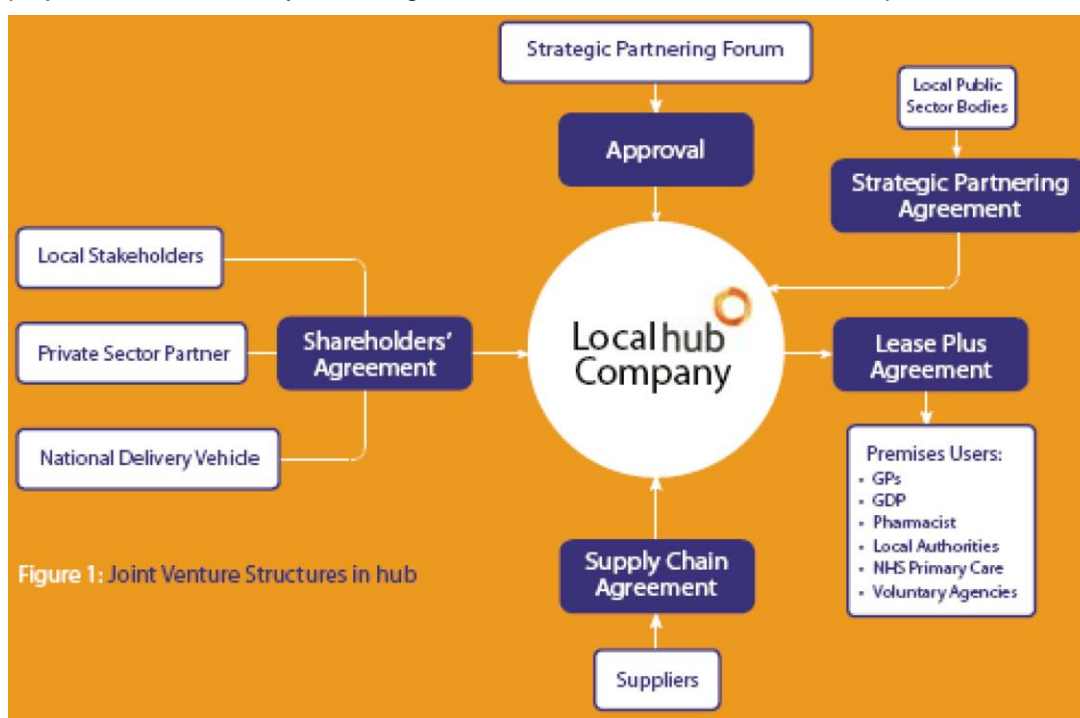 Strategic Partnering Forum
Approval
Local Public
Sector Bodies
Strategic Partnering
Agreement
Local Stakeholders
Private Sector Partner
National Delivery Vehicle
Shareholders'
Agreement
Local hub
Company
Lease Plus
Agreement
Premises Users:
• GPs
• GDP
• Pharmacist
• Local Authorities
• NHS Primary Care
• Voluntary Agencies
Supply Chain
Agreement
Suppliers
Figure 1: Joint Venture Structures in hub